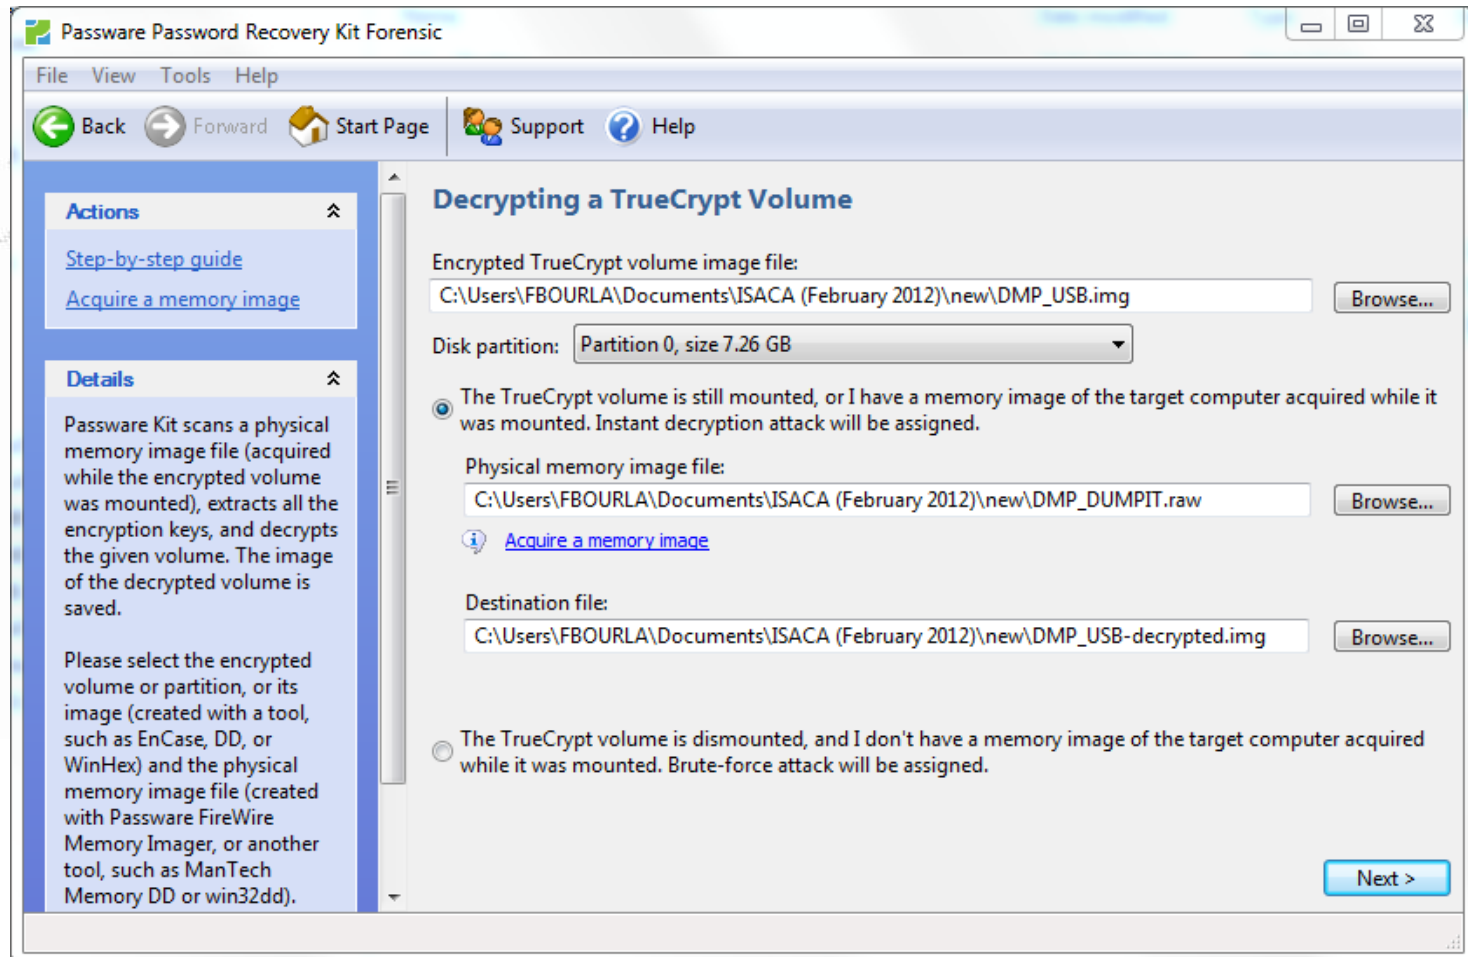 Passware Password Recovery Kit Forensic
File View Tools Help
Back Forward Start Page Support Help
Actions
Step-by-step guide
Acquire a memory image
Details
Passware Kit scans a physical
memory image file (acquired
while the encrypted volume
was mounted), extracts all the
encryption keys, and decrypts
the given volume. The image
of the decrypted volume is
saved.
Please select the encrypted
volume or partition, or its
image (created with a tool,
such as EnCase, DD, or
WinHex) and the physical
memory image file (created
with Passware FireWire
Memory Imager, or another
tool, such as ManTech
Memory DD or win32dd).
Decrypting a TrueCrypt Volume
Encrypted TrueCrypt volume image file:
C:\Users\FBOURLA\Documents\ISACA (February 2012)\new\DMP_USB.img
Browse...
Disk partition: Partition 0, size 7.26 GB
The TrueCrypt volume is still mounted, or I have a memory image of the target computer acquired while it
was mounted. Instant decryption attack will be assigned.
Physical memory image file:
C:\Users\FBOURLA\Documents\ISACA (February 2012)\new\DMP_DUMPIT.raw
Browse...
Acquire a memory image
Destination file:
C:\Users\FBOURLA\Documents\ISACA (February 2012)\new\DMP_USB-decrypted.img
Browse...
The TrueCrypt volume is dismounted, and I don't have a memory image of the target computer acquired
while it was mounted. Brute-force attack will be assigned.
Next >